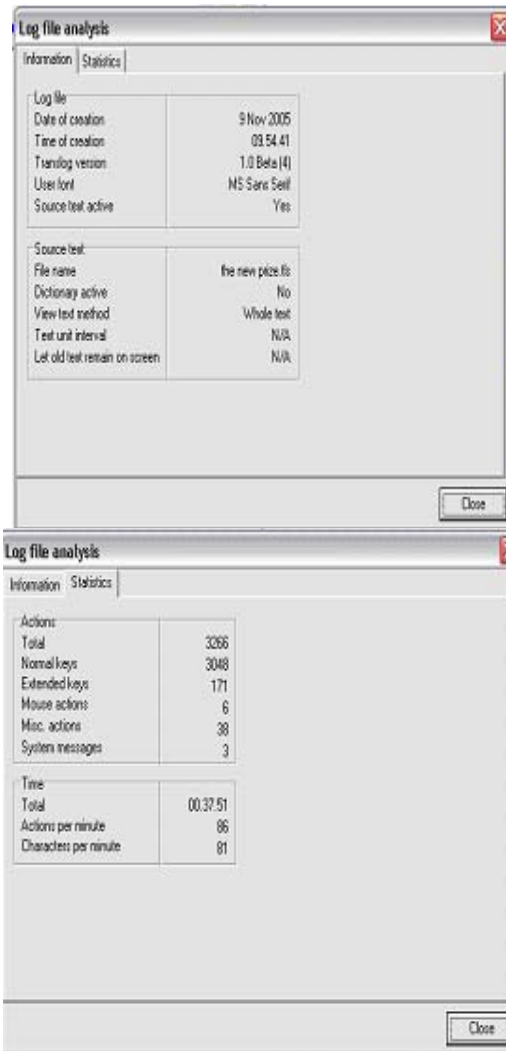 Log file analysis
Information Statistics
Log file
Date of creation 9 Nov 2005
Time of creation 09.54.41
Translog version 1.0 Beta (4)
User font MS Sans Serif
Source text active Yes
Source text
File name the new prize.tls
Dictionary active No
View text method Whole text
Text unit interval N/A
Let old text remain on screen N/A
Close
Log file analysis
Information Statistics
Actions
Total 3266
Normal keys 3048
Extended keys 171
Mouse actions 6
Misc. actions 38
System messages 3
Time
Total 00.37.51
Actions per minute 86
Characters per minute 81
Close